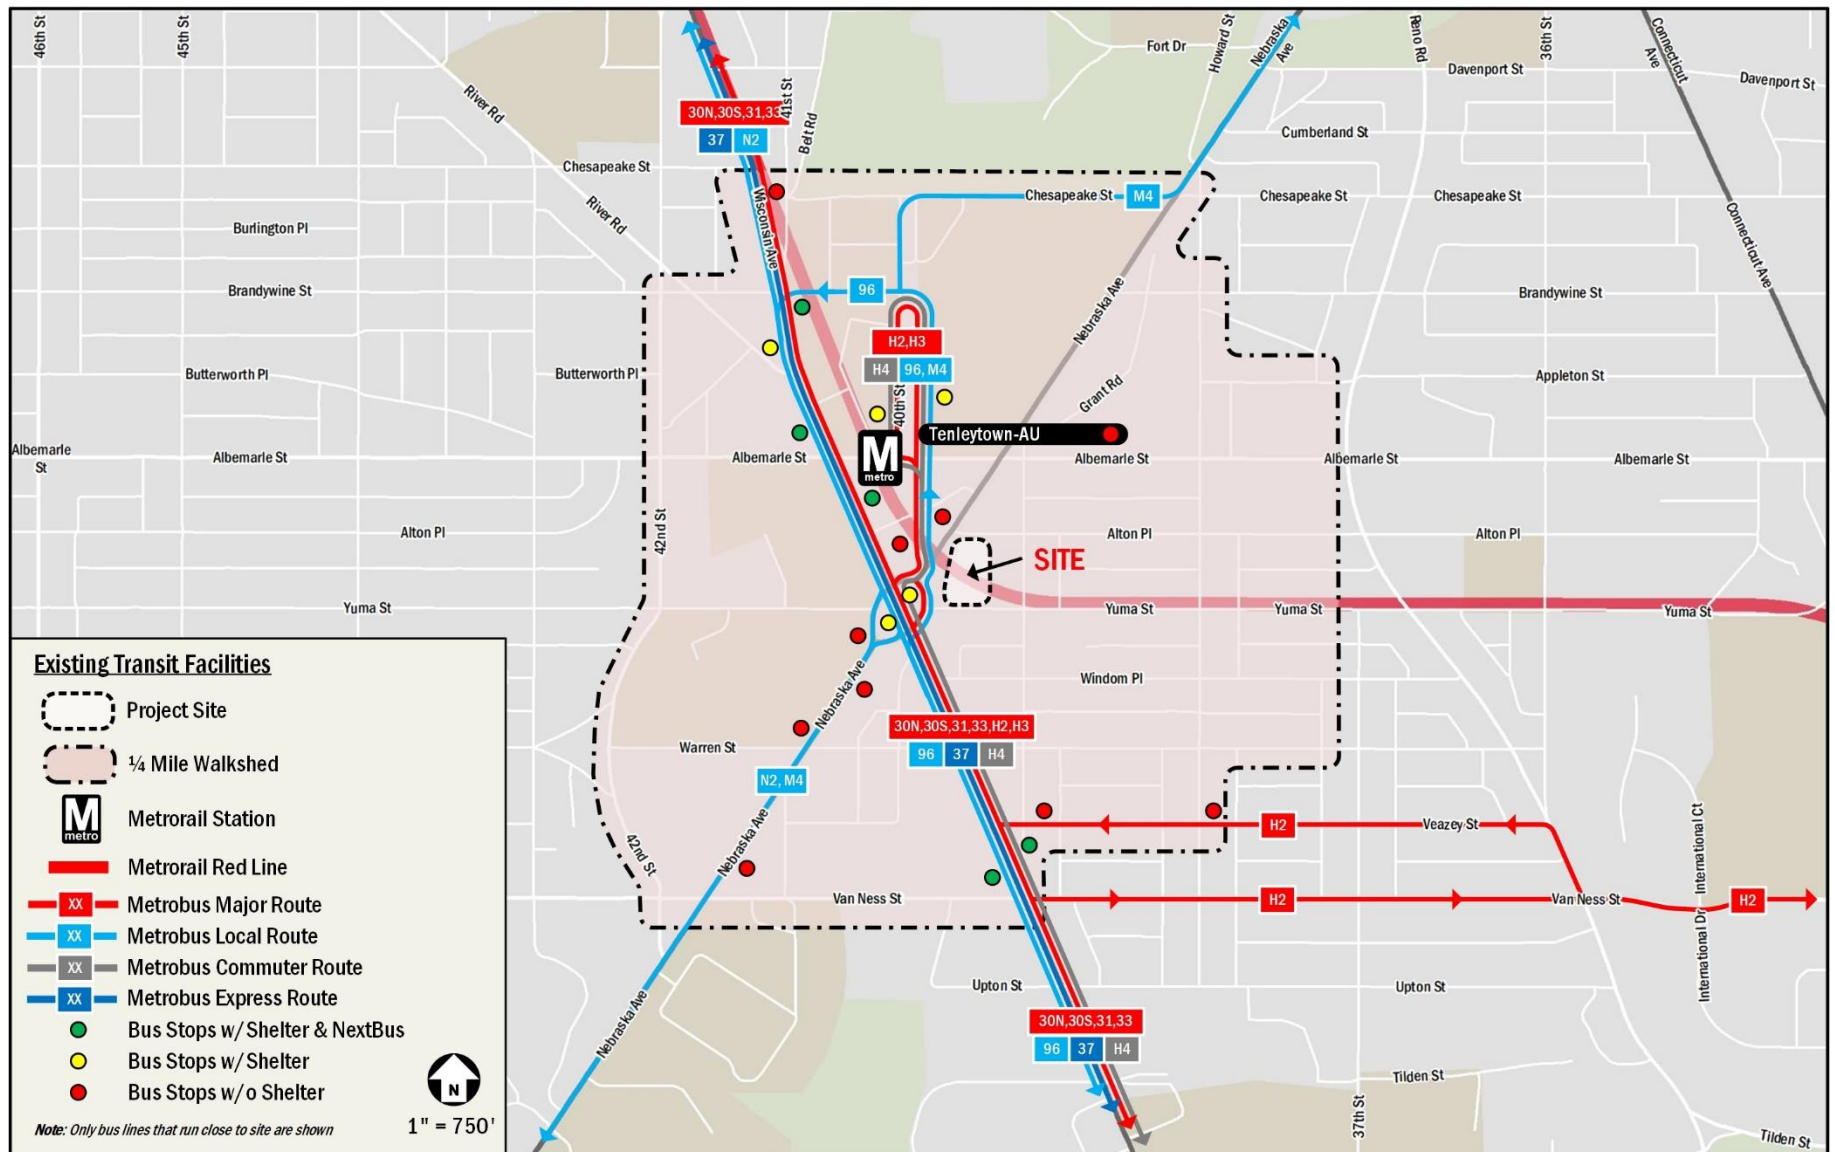 46th St
45th St
River Rd
41st St
Belt Rd
Fort Dr
Howard St
Nebraska
Ave
Reno Rd
Davenport St
36th St
Connecticut
Ave
Davenport St
30N,30S,31,33
37
N2
Cumberland St
Chesapeake St
Chesapeake St
M4
Chesapeake St
Chesapeake St
River Rd
Wisconsin Ave
Connecticut Ave
Burlington Pl
Brandywine St
96
Nebraska Ave
Brandywine St
H2,H3
H4
96, M4
Butterworth Pl
Butterworth Pl
40th St
Grant Rd
Appleton St
Tenleytown-AU
Albemarle
St
Albemarle St
Albemarle St
M
metro
Albemarle St
Albemarle St
Albemarle St
Alton Pl
42nd St
Alton Pl
Alton Pl
SITE
Yuma St
Yuma St
Yuma St
Yuma St
Windom Pl
Nebraska Ave
Warren St
30N,30S,31,33,H2,H3
96
37
H4
N2, M4
Nebraska Ave
42nd St
H2
Veazey St
International Ct
Van Ness St
H2
Van Ness St
H2
International Dr
Upton St
Upton St
Nebraska Ave
30N,30S,31,33
96
37
H4
Tilden St
37th St
Tilden St
Existing Transit Facilities
Project Site
¼ Mile Walkshed
M
metro
Metrorail Station
Metrorail Red Line
XX
Metrobus Major Route
XX
Metrobus Local Route
XX
Metrobus Commuter Route
XX
Metrobus Express Route
Bus Stops w/Shelter & NextBus
Bus Stops w/Shelter
Bus Stops w/o Shelter
N
Note: Only bus lines that run close to site are shown
1" = 750'